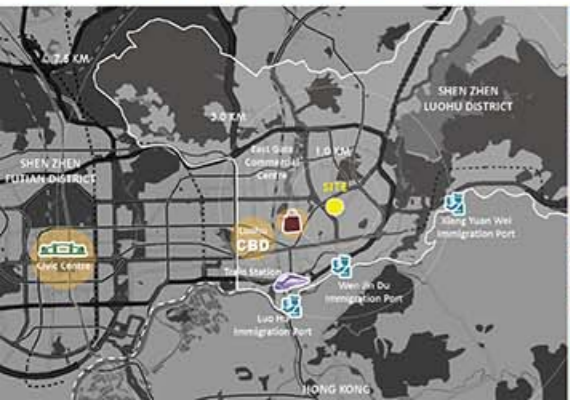 7.5 KM
SHEN ZHEN
LUOHU DISTRICT
3.0 KM
East Gate
Commercial
Centre
1.0 KM
SHEN ZHEN
FUTIAN DISTRICT
SITE
Xiang Yuan Wei
Immigration Port
Luohu
CBD
Civic Centre
Train Station
Wen Jin Du
Immigration Port
Luo Hu
Immigration Port
HONG KONG